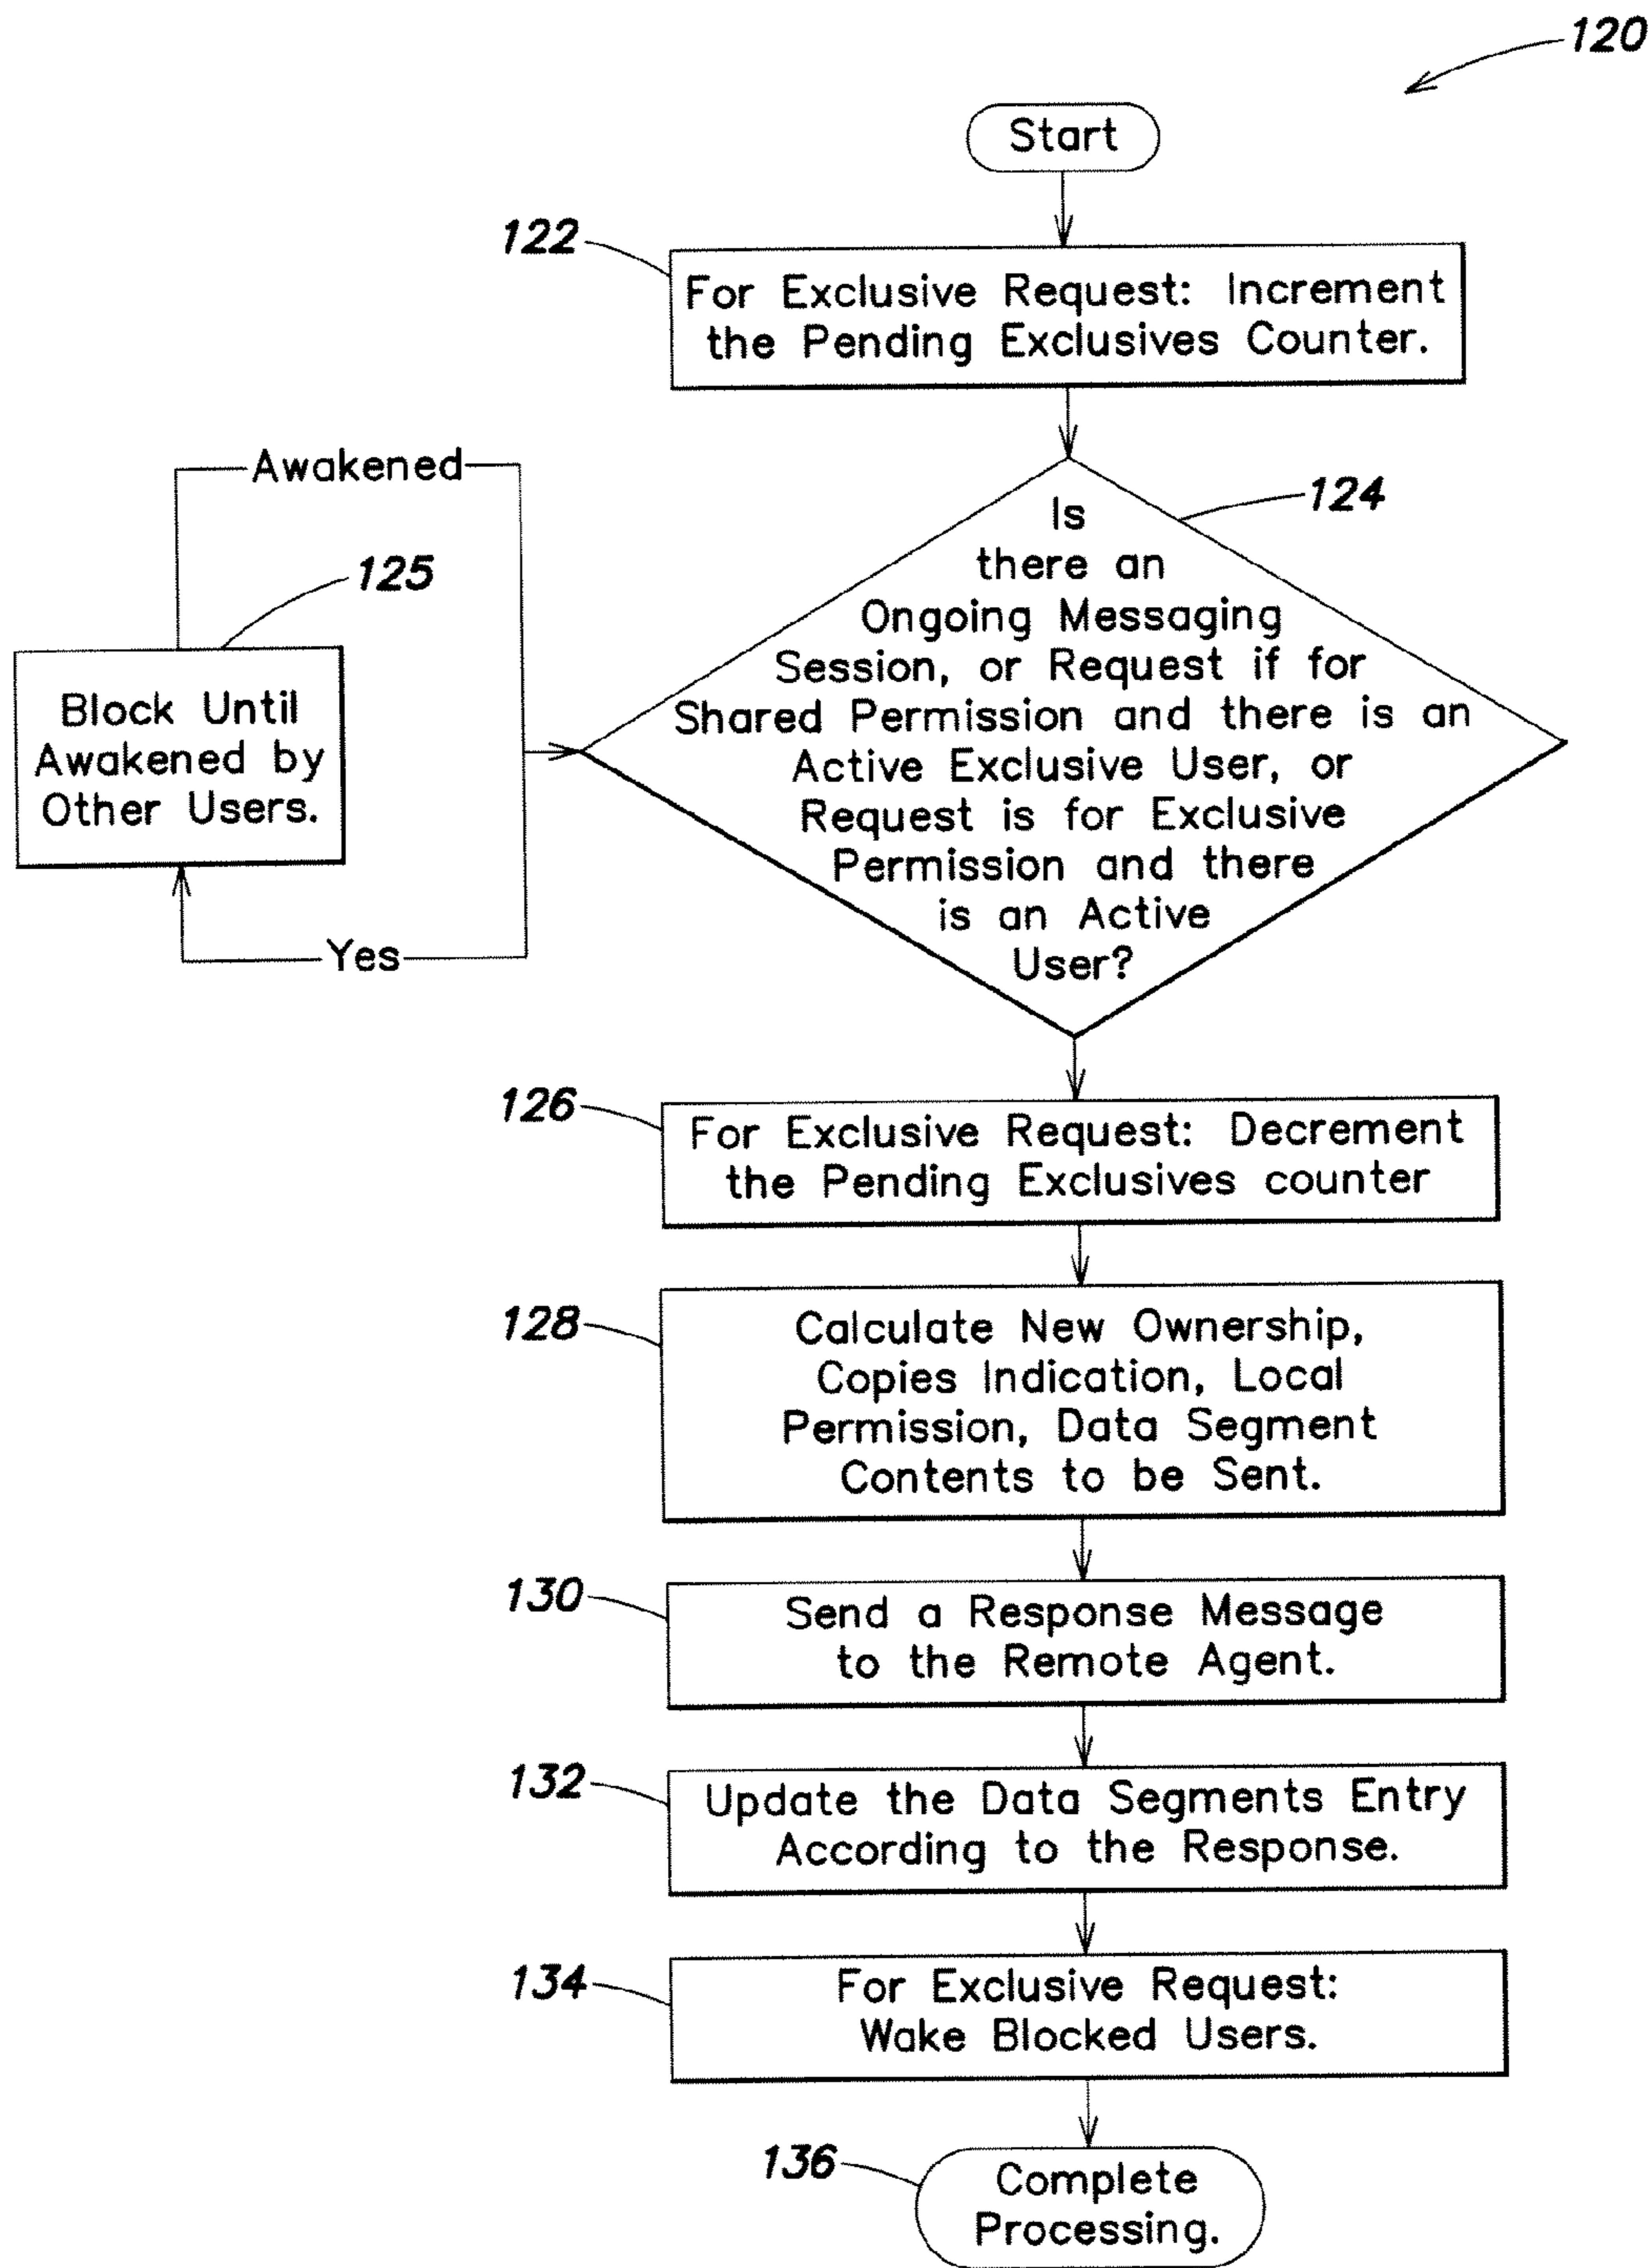 120
Start
122
For Exclusive Request: Increment
the Pending Exclusives Counter.
Awakened
124
Is
there an
Ongoing Messaging
Session, or Request if for
Shared Permission and there is an
Active Exclusive User, or
Request is for Exclusive
Permission and there
is an Active
User?
125
Block Until
Awakened by
Other Users.
Yes
126
For Exclusive Request: Decrement
the Pending Exclusives counter
128
Calculate New Ownership,
Copies Indication, Local
Permission, Data Segment
Contents to be Sent.
130
Send a Response Message
to the Remote Agent.
132
Update the Data Segments Entry
According to the Response.
134
For Exclusive Request:
Wake Blocked Users.
136
Complete
Processing.